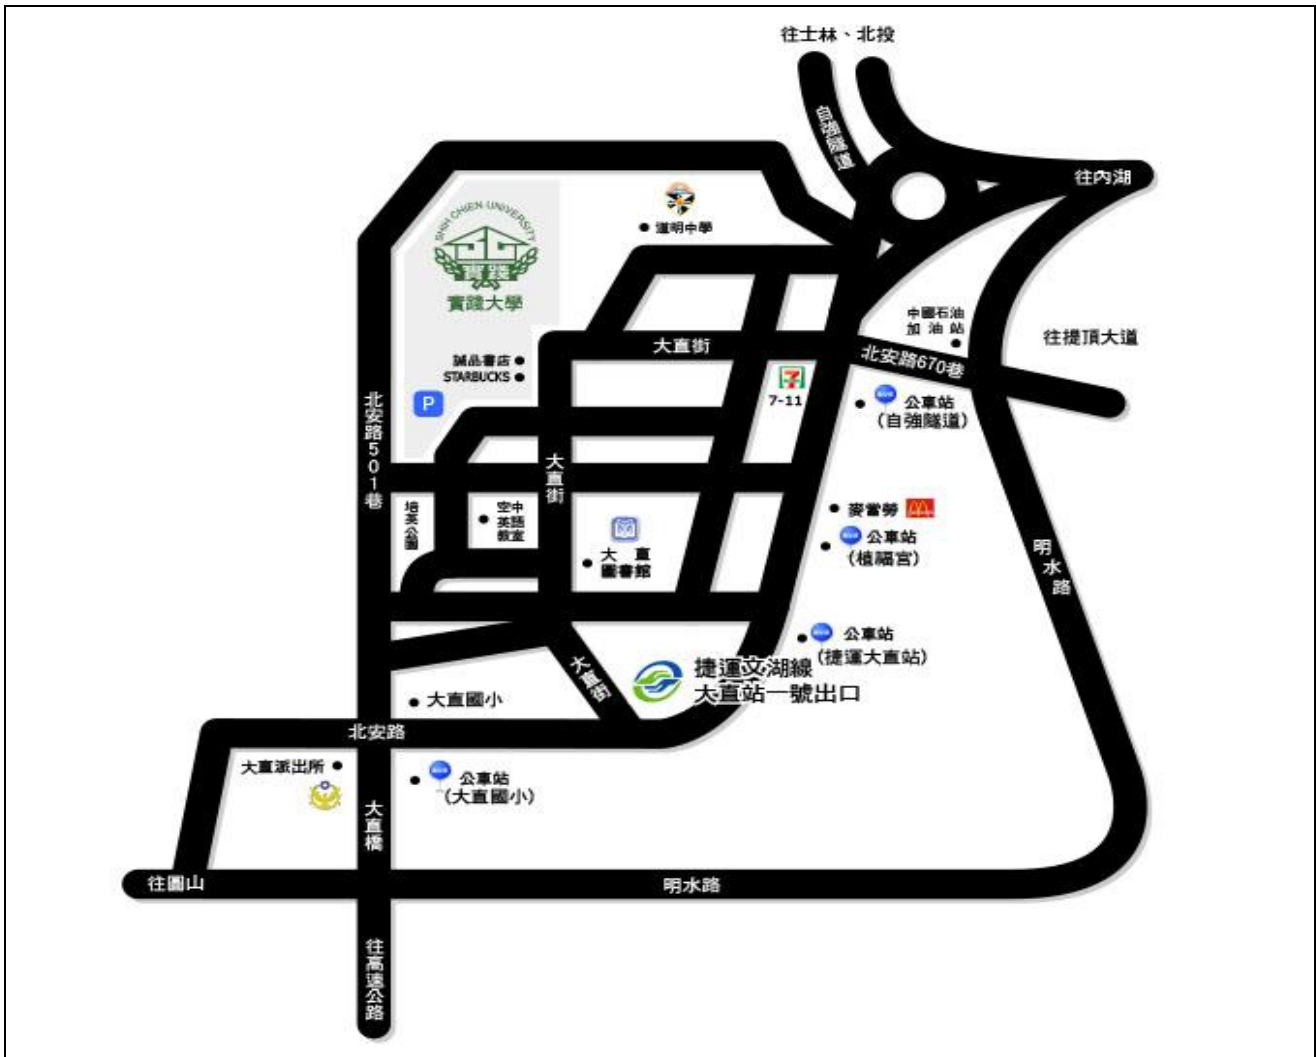 往士林、北投
自強隧道
往內湖
SHIH CHIEN UNIVERSITY
實踐
實踐大學
道明中學
中國石油
加油站
往提頂大道
大直街
北安路670巷
誠品書店
STARBUCKS
P
7
7-11
公車站
(自強隧道)
北安路501巷
大直街
培英公園
空中
英語
教室
大直
圖書館
麥當勞
公車站
(植福宮)
明水路
公車站
(捷運大直站)
大直街
捷運文湖線
大直站一號出口
大直國小
北安路
大直派出所
公車站
(大直國小)
大直橋
往圓山
明水路
往高速公路